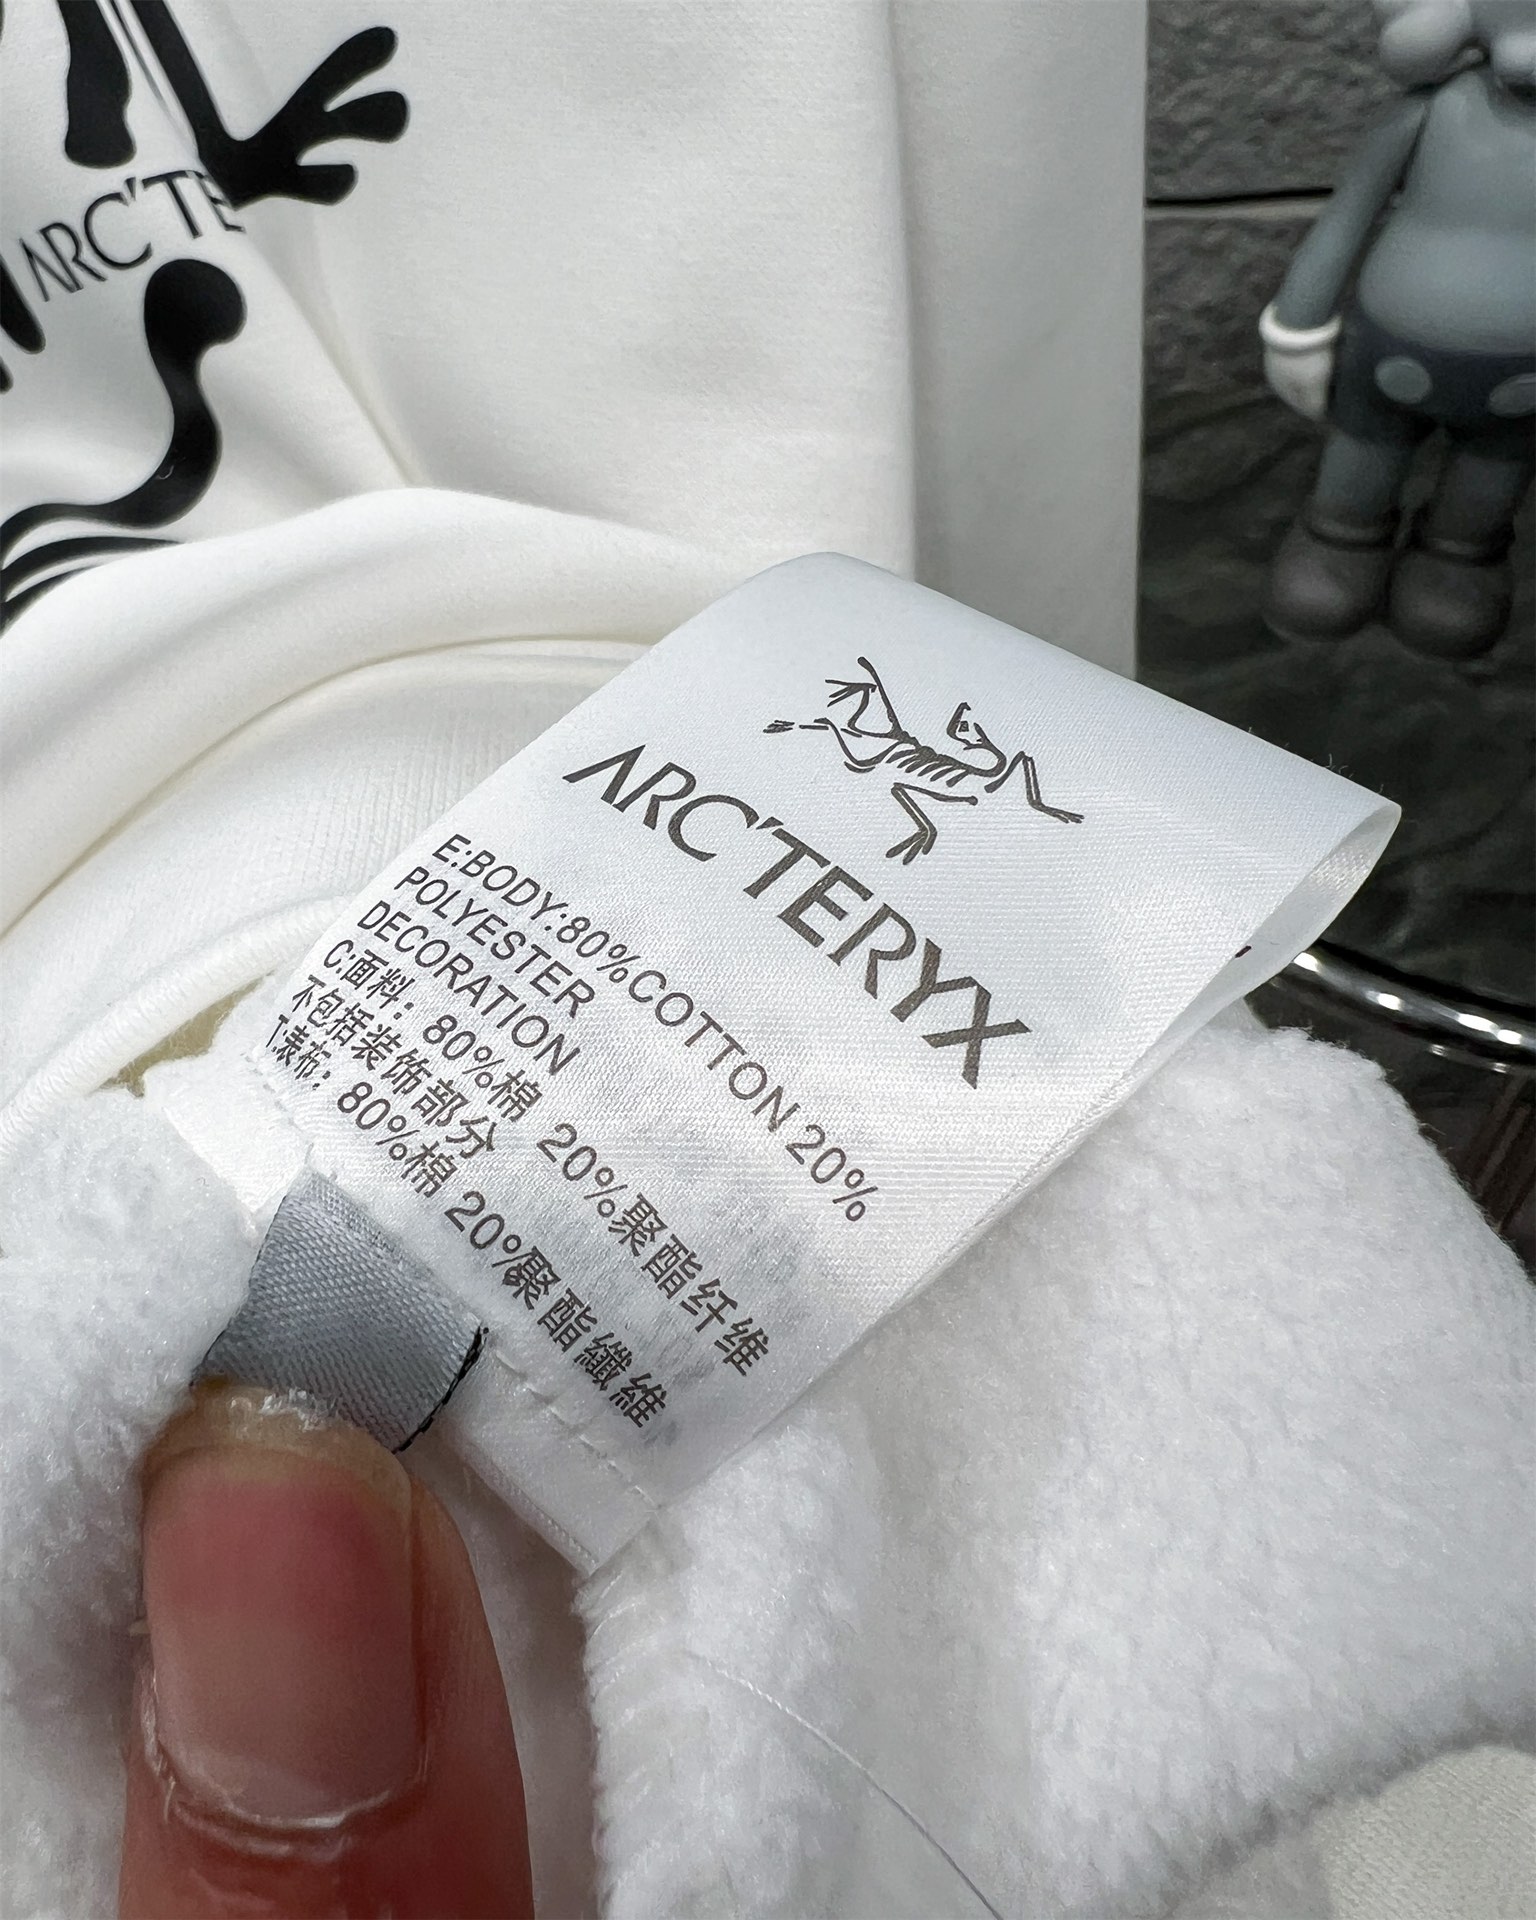 ARC'TE
ARC'TERYX
E:BODY:80%COTTON 20%
POLYESTER
DECORATION
C:面料：80%棉 20%聚酯纤维
不包括装饰部分
T:表布：80%棉 20%聚酯纖維